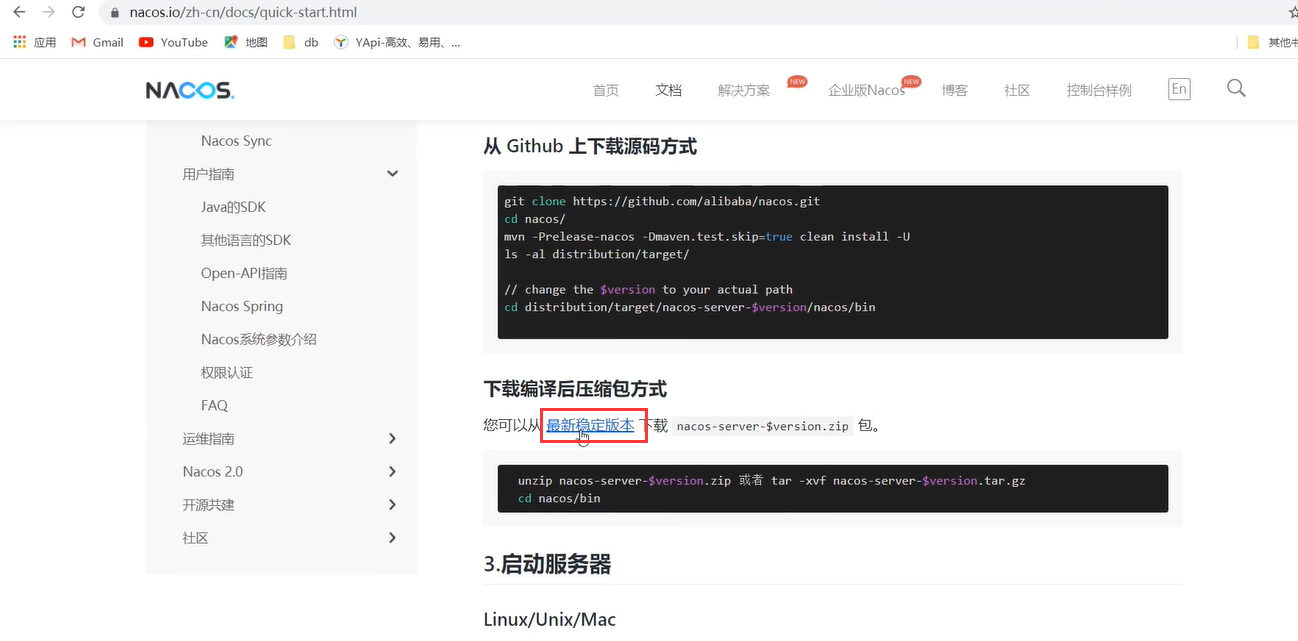 nacos.io/zh-cn/docs/quick-start.html
应用 Gmail YouTube 地图 db YApi-高效、易用、... 其他书
NACOS. 首页 文档 解决方案 NEW 企业版Nacos NEW 博客 社区 控制台样例 En
Nacos Sync
用户指南
Java的SDK
其他语言的SDK
Open-API指南
Nacos Spring
Nacos系统参数介绍
权限认证
FAQ
运维指南
Nacos 2.0
开源共建
社区
从 Github 上下载源码方式
git clone https://github.com/alibaba/nacos.git
cd nacos/
mvn -Prelease-nacos -Dmaven.test.skip=true clean install -U
ls -al distribution/target/
// change the $version to your actual path
cd distribution/target/nacos-server-$version/nacos/bin
下载编译后压缩包方式
您可以从 最新稳定版本 下载 nacos-server-$version.zip 包。
unzip nacos-server-$version.zip 或者 tar -xvf nacos-server-$version.tar.gz
cd nacos/bin
3.启动服务器
Linux/Unix/Mac